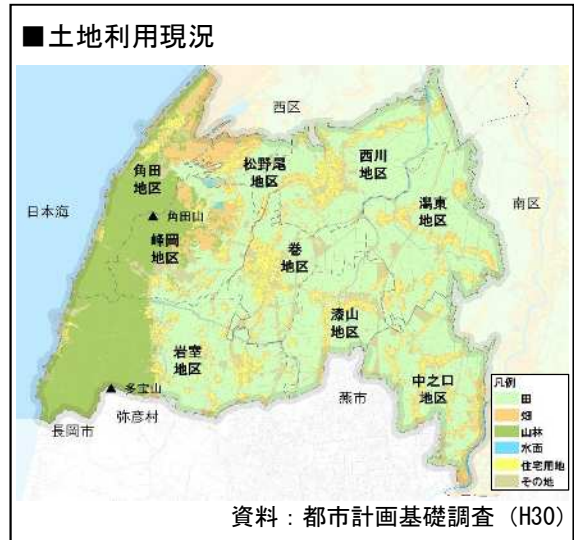 ■土地利用現況
西区
角田
地区
松野尾
地区
西川
地区
日本海
▲ 角田山
潟東
地区
南区
峰岡
地区
巻
地区
漆山
地区
岩室
地区
中之口
地区
▲ 多宝山
燕市
弥彦村
長岡市
凡例
田
畑
山林
水面
住宅用地
その他
資料：都市計画基礎調査（H30）